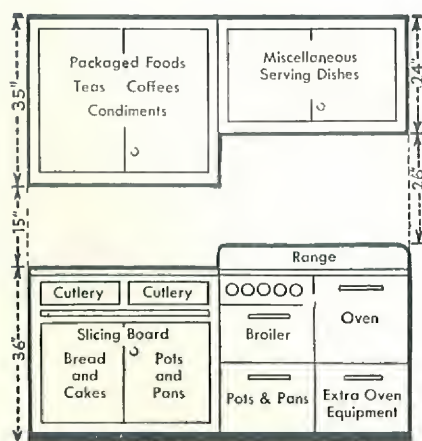 Packaged Foods
Teas Coffees
Condiments
Miscellaneous
Serving Dishes
35"
24"
15"
26"
36"
Range
Cutlery Cutlery
Slicing Board
Bread
and
Cakes
Pots
and
Pans
Broiler
Oven
Pots & Pans
Extra Oven
Equipment